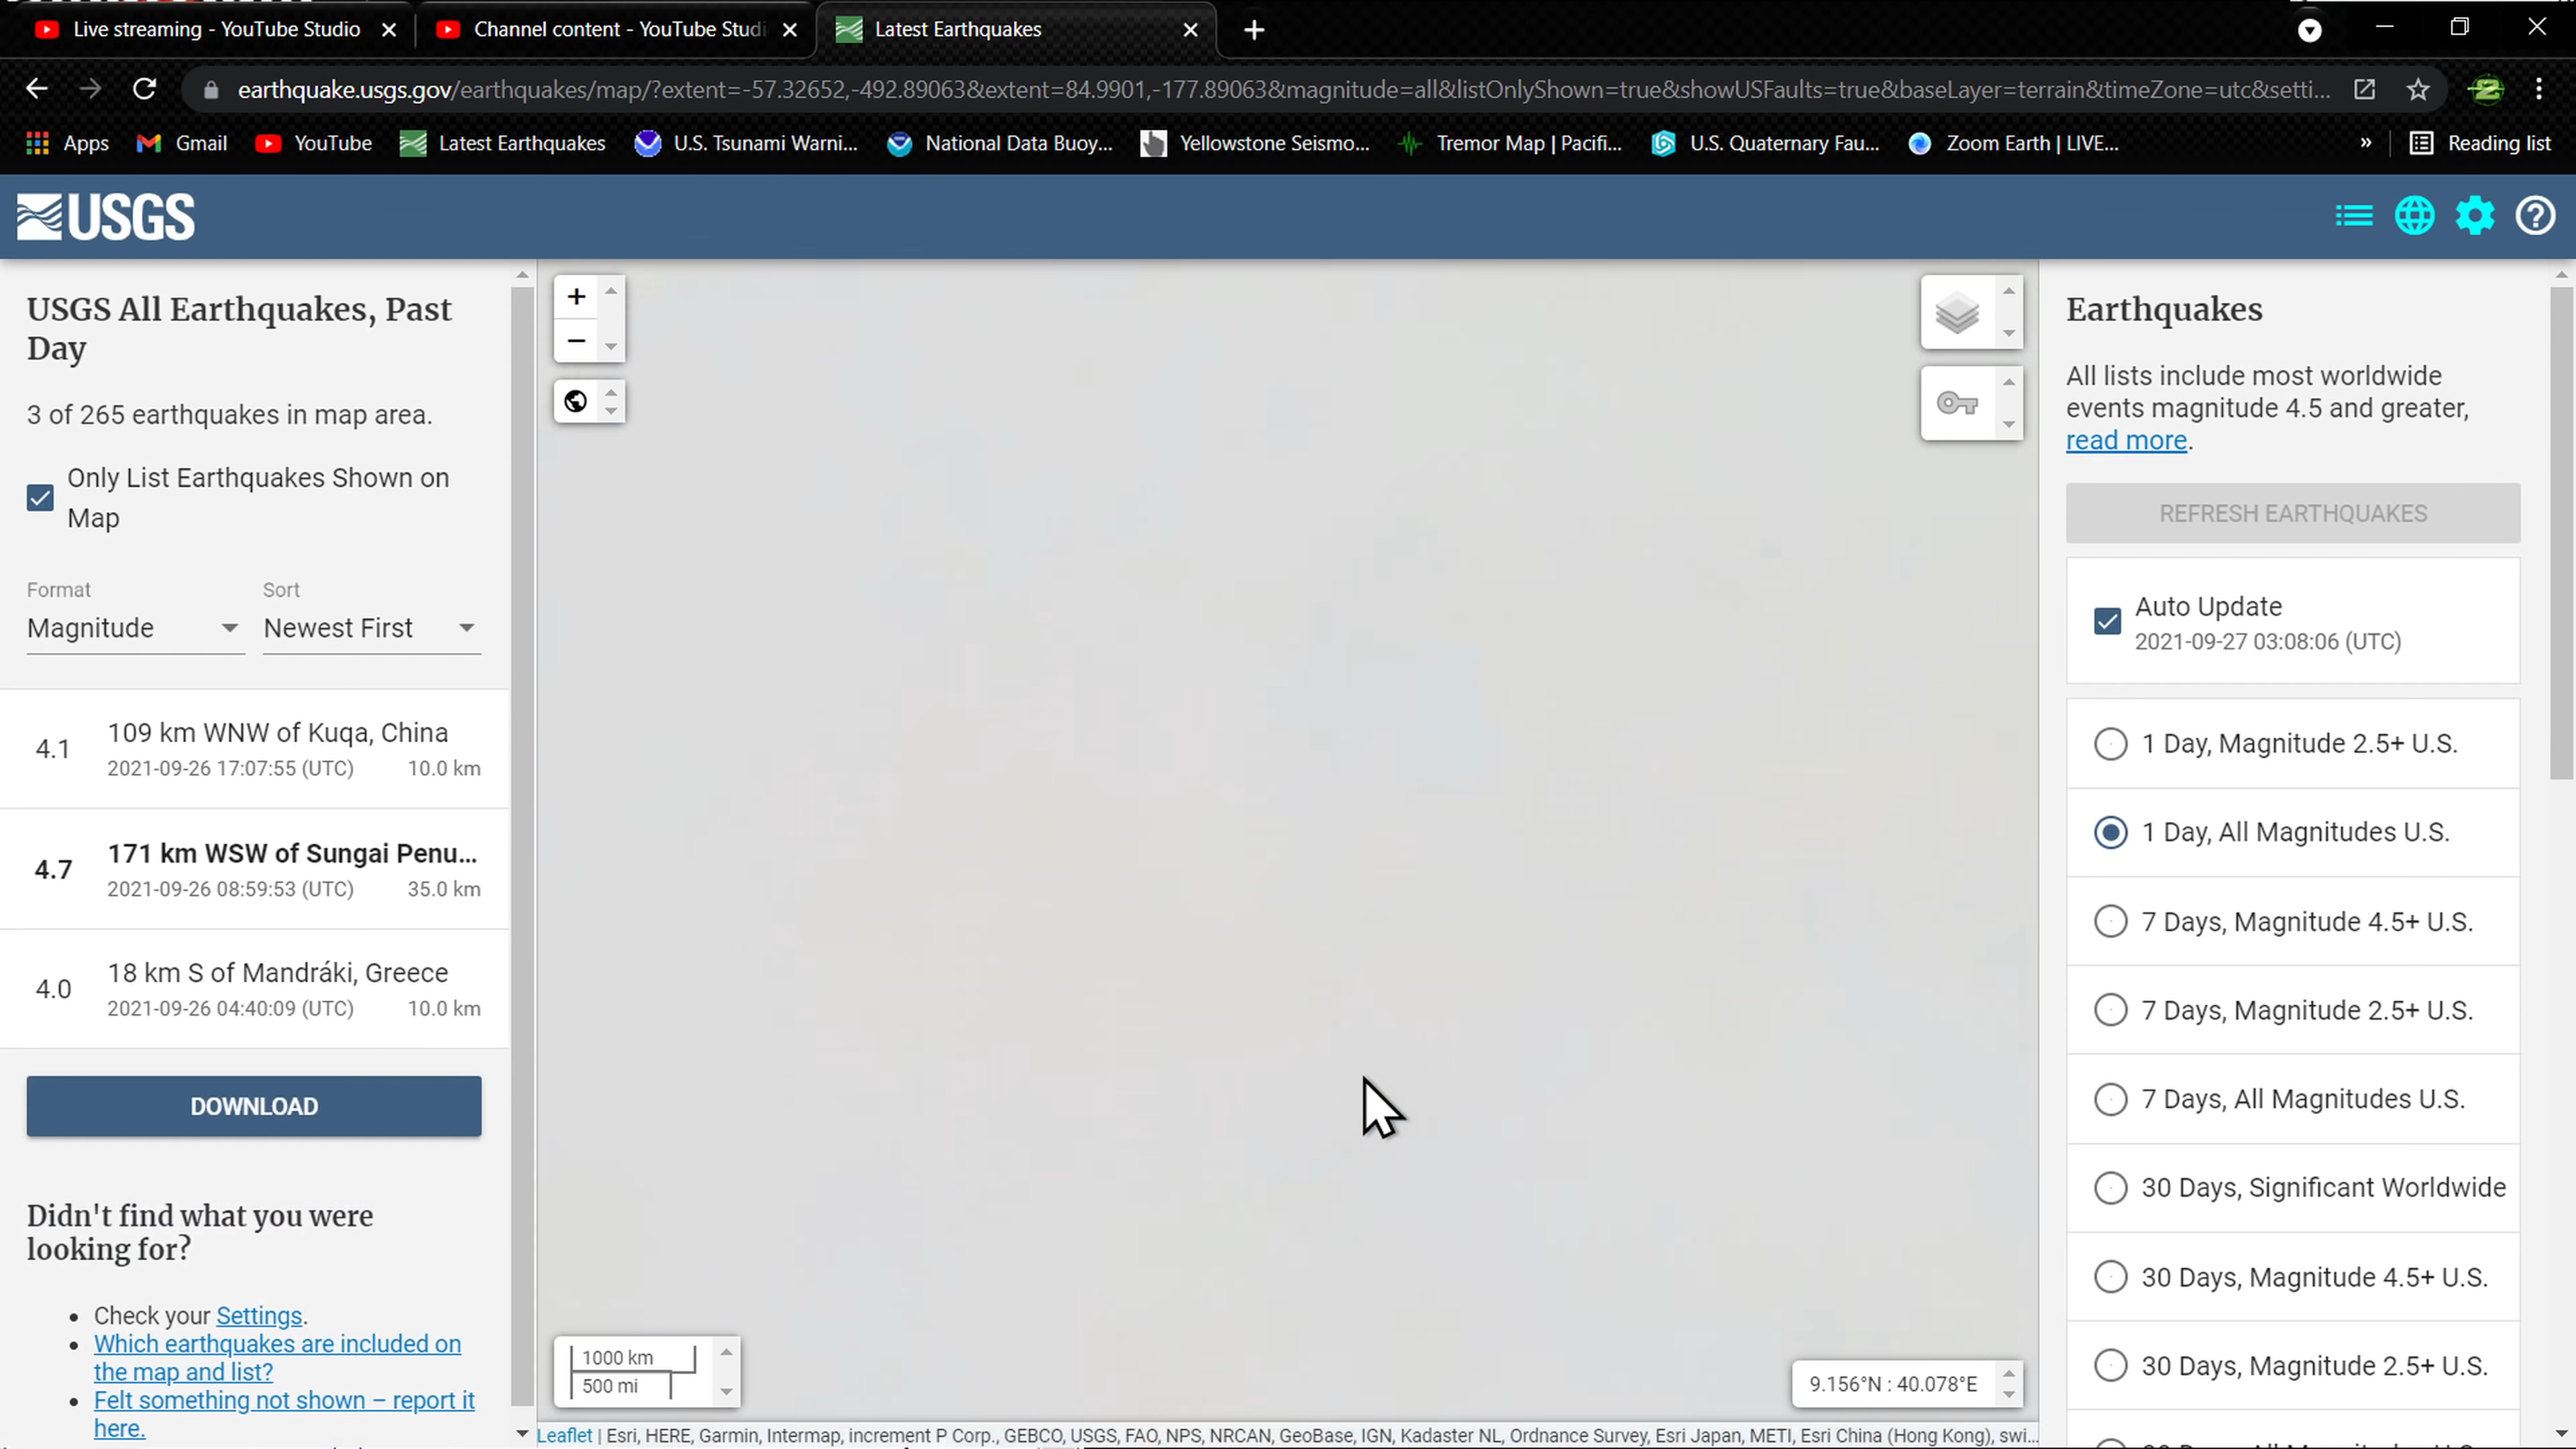 Live streaming - YouTube Studio
Channel content - YouTube Studi
Latest Earthquakes
earthquake.usgs.gov/earthquakes/map/?extent=-57.32652,-492.89063&extent=84.9901,-177.89063&magnitude=all&listOnlyShown=true&showUSFaults=true&baseLayer=terrain&timeZone=utc&setti...
Apps
Gmail
YouTube
Latest Earthquakes
U.S. Tsunami Warni...
National Data Buoy...
Yellowstone Seismo...
Tremor Map | Pacifi...
U.S. Quaternary Fau...
Zoom Earth | LIVE...
»
Reading list
USGS
USGS All Earthquakes, Past
Day
3 of 265 earthquakes in map area.
Only List Earthquakes Shown on
Map
Format
Sort
Magnitude
Newest First
4.1
109 km WNW of Kuqa, China
2021-09-26 17:07:55 (UTC)
10.0 km
4.7
171 km WSW of Sungai Penu...
2021-09-26 08:59:53 (UTC)
35.0 km
4.0
18 km S of Mandráki, Greece
2021-09-26 04:40:09 (UTC)
10.0 km
DOWNLOAD
Didn't find what you were
looking for?
• Check your Settings.
• Which earthquakes are included on
the map and list?
• Felt something not shown – report it
here.
+
−
1000 km
500 mi
9.156°N : 40.078°E
Leaflet | Esri, HERE, Garmin, Intermap, increment P Corp., GEBCO, USGS, FAO, NPS, NRCAN, GeoBase, IGN, Kadaster NL, Ordnance Survey, Esri Japan, METI, Esri China (Hong Kong), swi...
Earthquakes
All lists include most worldwide
events magnitude 4.5 and greater,
read more.
REFRESH EARTHQUAKES
Auto Update
2021-09-27 03:08:06 (UTC)
1 Day, Magnitude 2.5+ U.S.
1 Day, All Magnitudes U.S.
7 Days, Magnitude 4.5+ U.S.
7 Days, Magnitude 2.5+ U.S.
7 Days, All Magnitudes U.S.
30 Days, Significant Worldwide
30 Days, Magnitude 4.5+ U.S.
30 Days, Magnitude 2.5+ U.S.